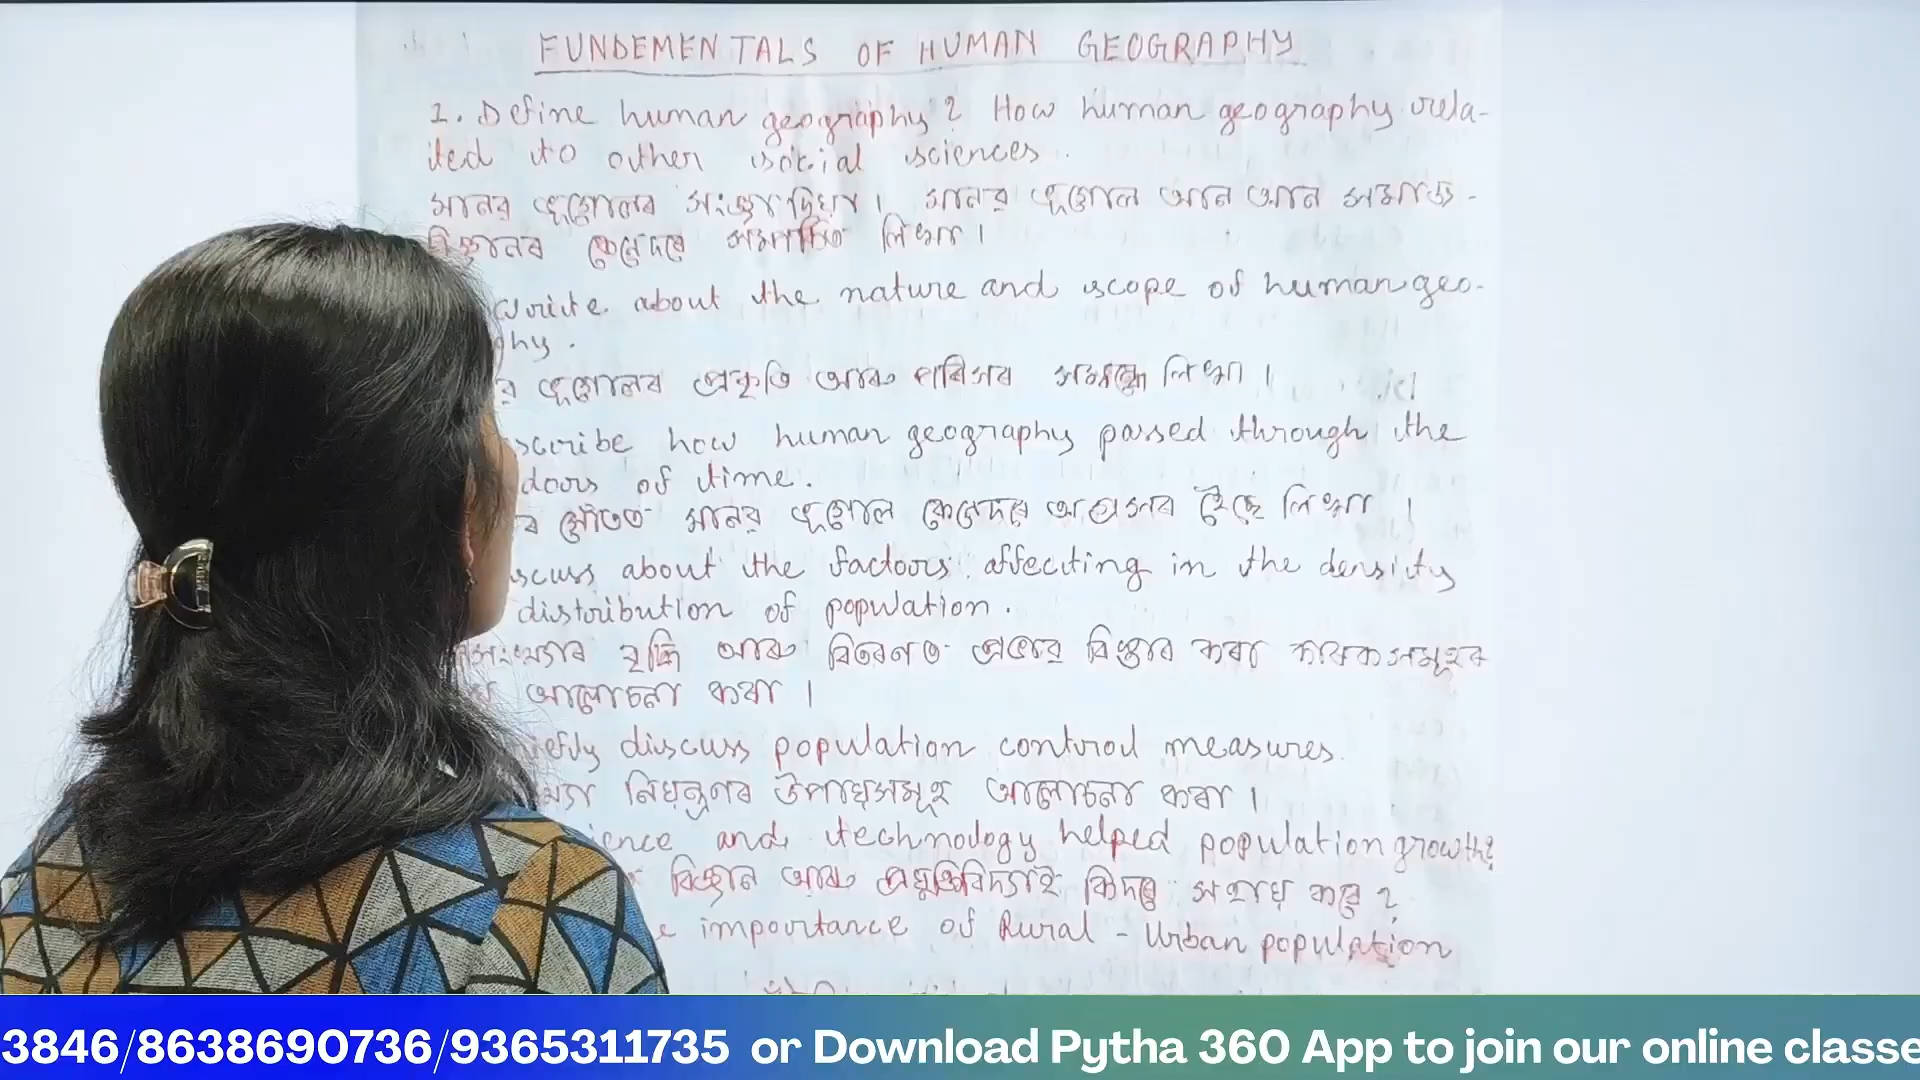 FUNDEMENTALS OF HUMAN GEOGRAPHY
1. Define human geography? How human geography rela-
ted to other social sciences.
মানৱ ভূগোলৰ সংজ্ঞা দিয়া। মানৱ ভূগোল আন আন সমাজ-
বিজ্ঞানৰ কেনেদৰে সম্পৰ্কিত লিখা।
write about the nature and scope of human geo-
phy.
ৱ ভূগোলৰ প্ৰকৃতি আৰু পৰিসৰ সম্বন্ধে লিখা।
scribe how human geography passed through the
doors of time.
ৰ সোঁতত মানৱ ভূগোল কেনেদৰে অগ্ৰসৰ হৈছে লিখা।
scuss about the factors affecting in the density
distribution of population.
বৃদ্ধি আৰু বিতৰণত প্ৰভাৱ বিস্তাৰ কৰা কাৰকসমূহৰ
আলোচনা কৰা।
iefly discuss population control measures.
নিয়ন্ত্ৰণৰ উপায়সমূহ আলোচনা কৰা।
ience and technology helped population growth?
বিজ্ঞান আৰু প্ৰযুক্তিবিদ্যাই কিদৰে সহায় কৰে?
e importance of Rural - Urban population
3846/8638690736/9365311735 or Download Pytha 360 App to join our online classe